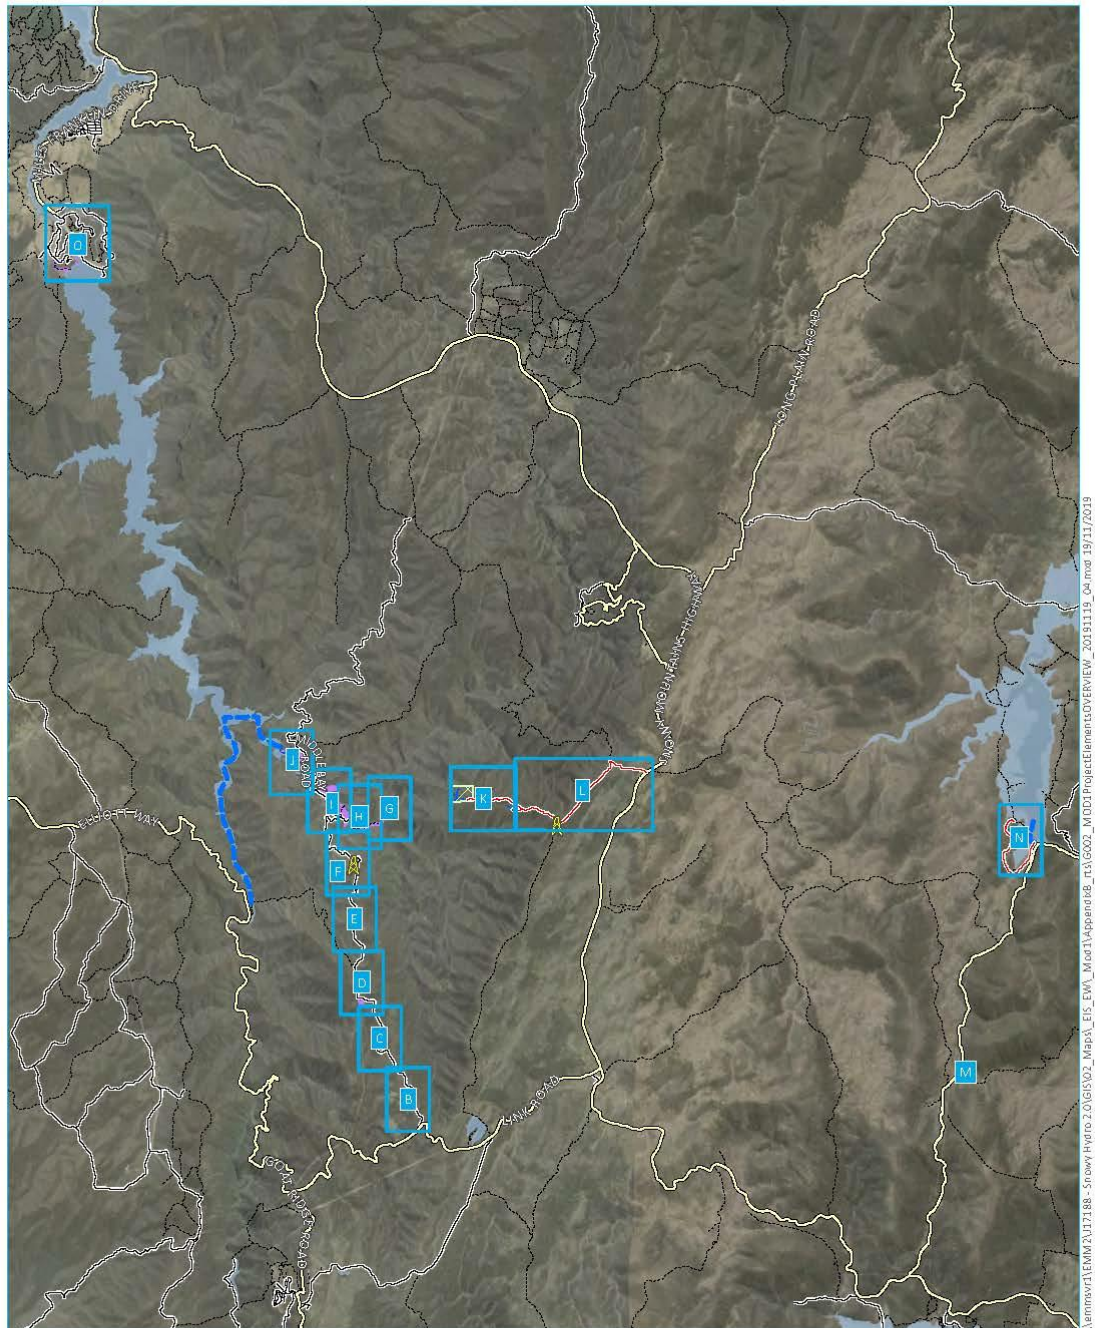 O
LONG PLAIN ROAD
SNOWY MOUNTAINS HIGHWAY
MIDDLE BAY
ROAD
J
I
H
G
K
L
F
E
D
C
B
N
M
ELLIOTT WAY
LINK ROAD
GOAT RIDGE ROAD
\emmsvr1\EMM2\J17188 - Snowy Hydro 2.0\GIS\02_Maps\_EIS_EW\_Mod1\AppendixB_rts\G002_MOD1ProjectElementsOVERVIEW_20191119_04.mxd 19/11/2019